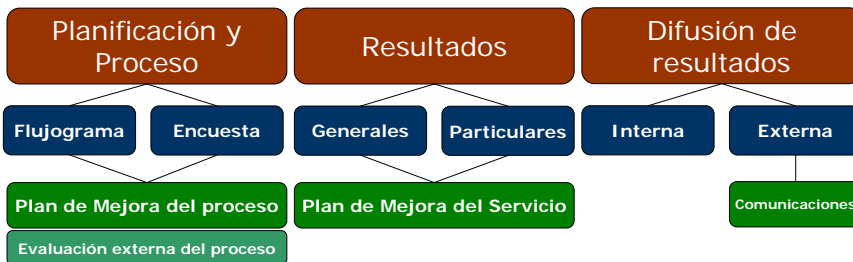 Planificación y
Proceso
Resultados
Difusión de
resultados
Flujograma
Encuesta
Generales
Particulares
Interna
Externa
Plan de Mejora del proceso
Plan de Mejora del Servicio
Comunicaciones
Evaluación externa del proceso